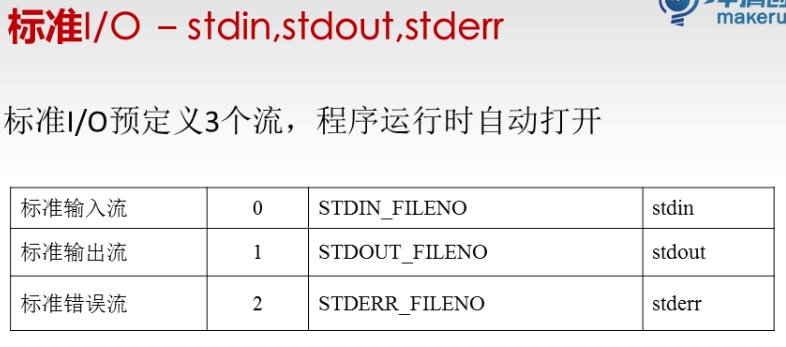 标准I/O – stdin,stdout,stderr
makeru
标准I/O预定义3个流，程序运行时自动打开
标准输入流 0 STDIN_FILENO stdin
标准输出流 1 STDOUT_FILENO stdout
标准错误流 2 STDERR_FILENO stderr